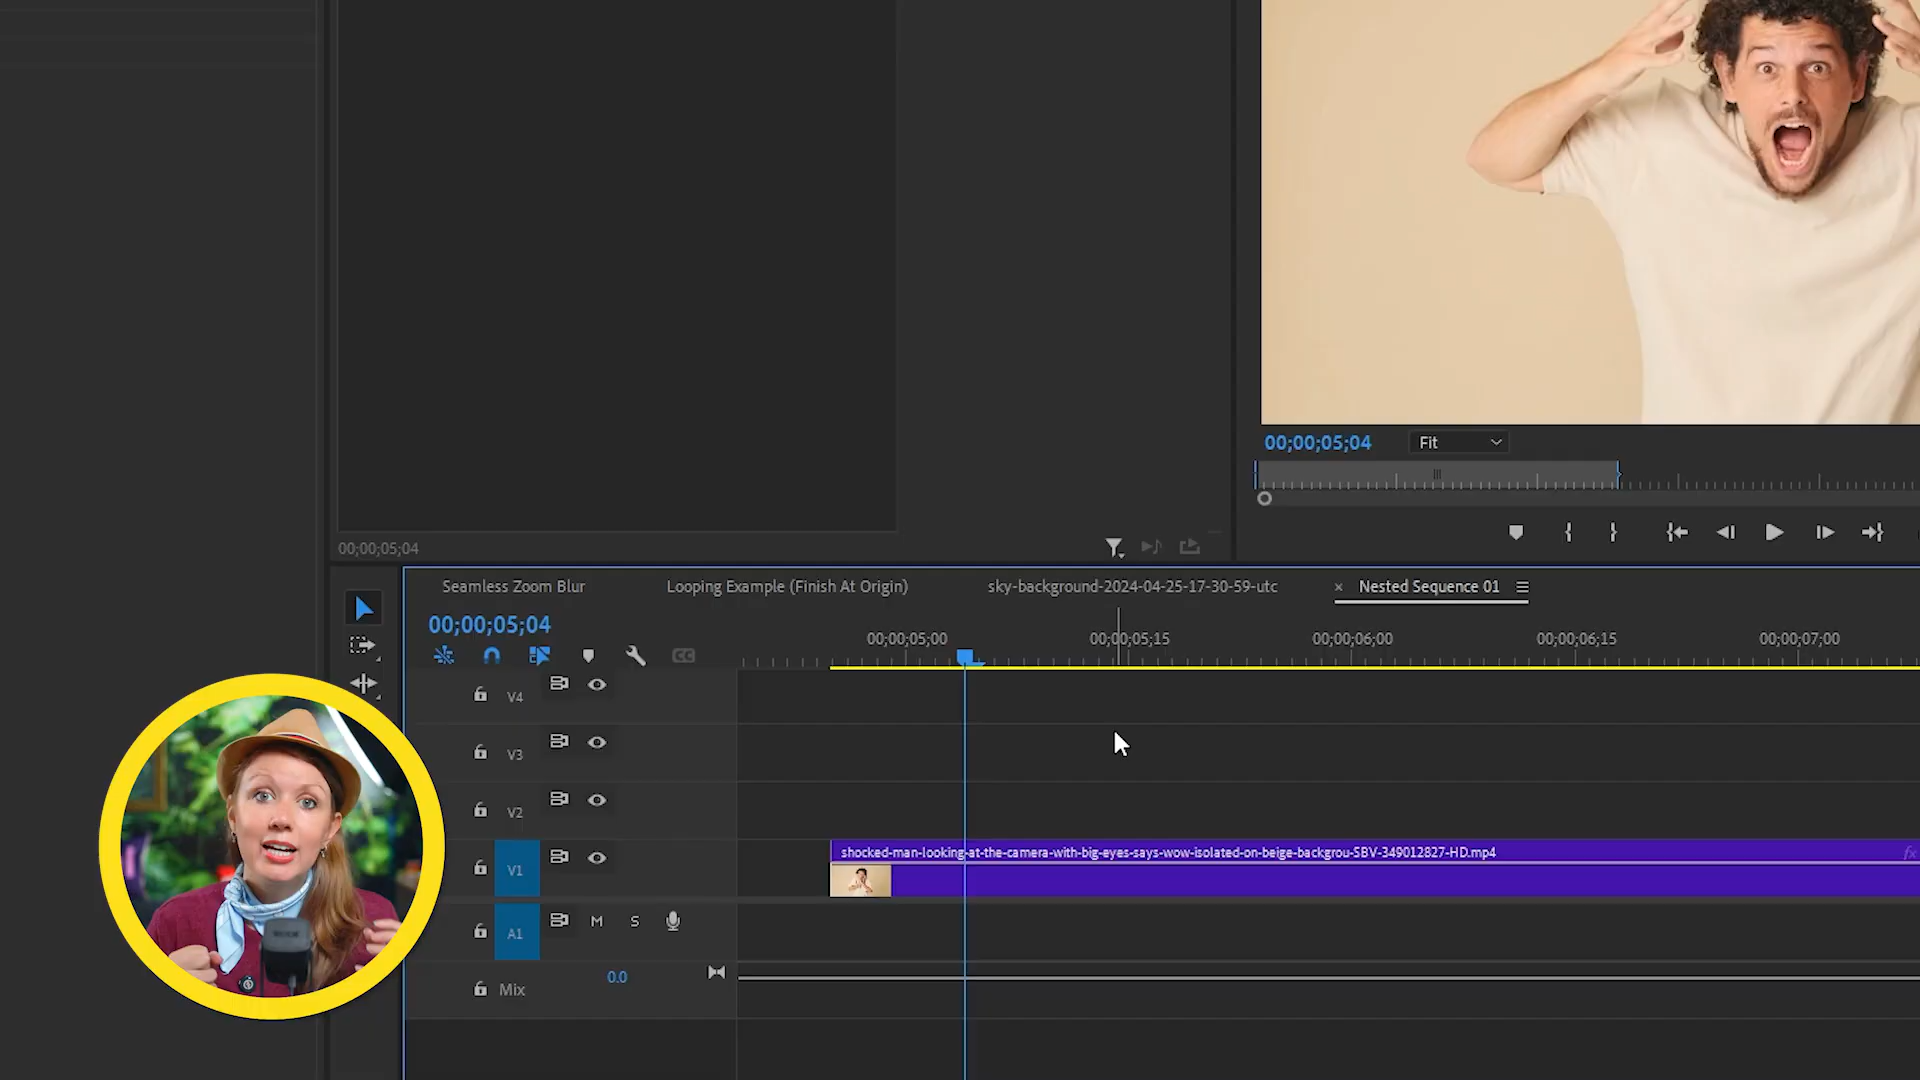 00;00;05;04
Fit
00;00;05;04
Seamless Zoom Blur
Looping Example (Finish At Origin)
sky-background-2024-04-25-17-30-59-utc
× Nested Sequence 01
00;00;05;04
00;00;05;00
00;00;05;15
00;00;06;00
00;00;06;15
00;00;07;00
CC
V4
V3
V2
V1
shocked-man-looking-at-the-camera-with-big-eyes-says-wow-isolated-on-beige-backgrou-SBV-349012827-HD.mp4
fx
A1
M
S
Mix
0.0